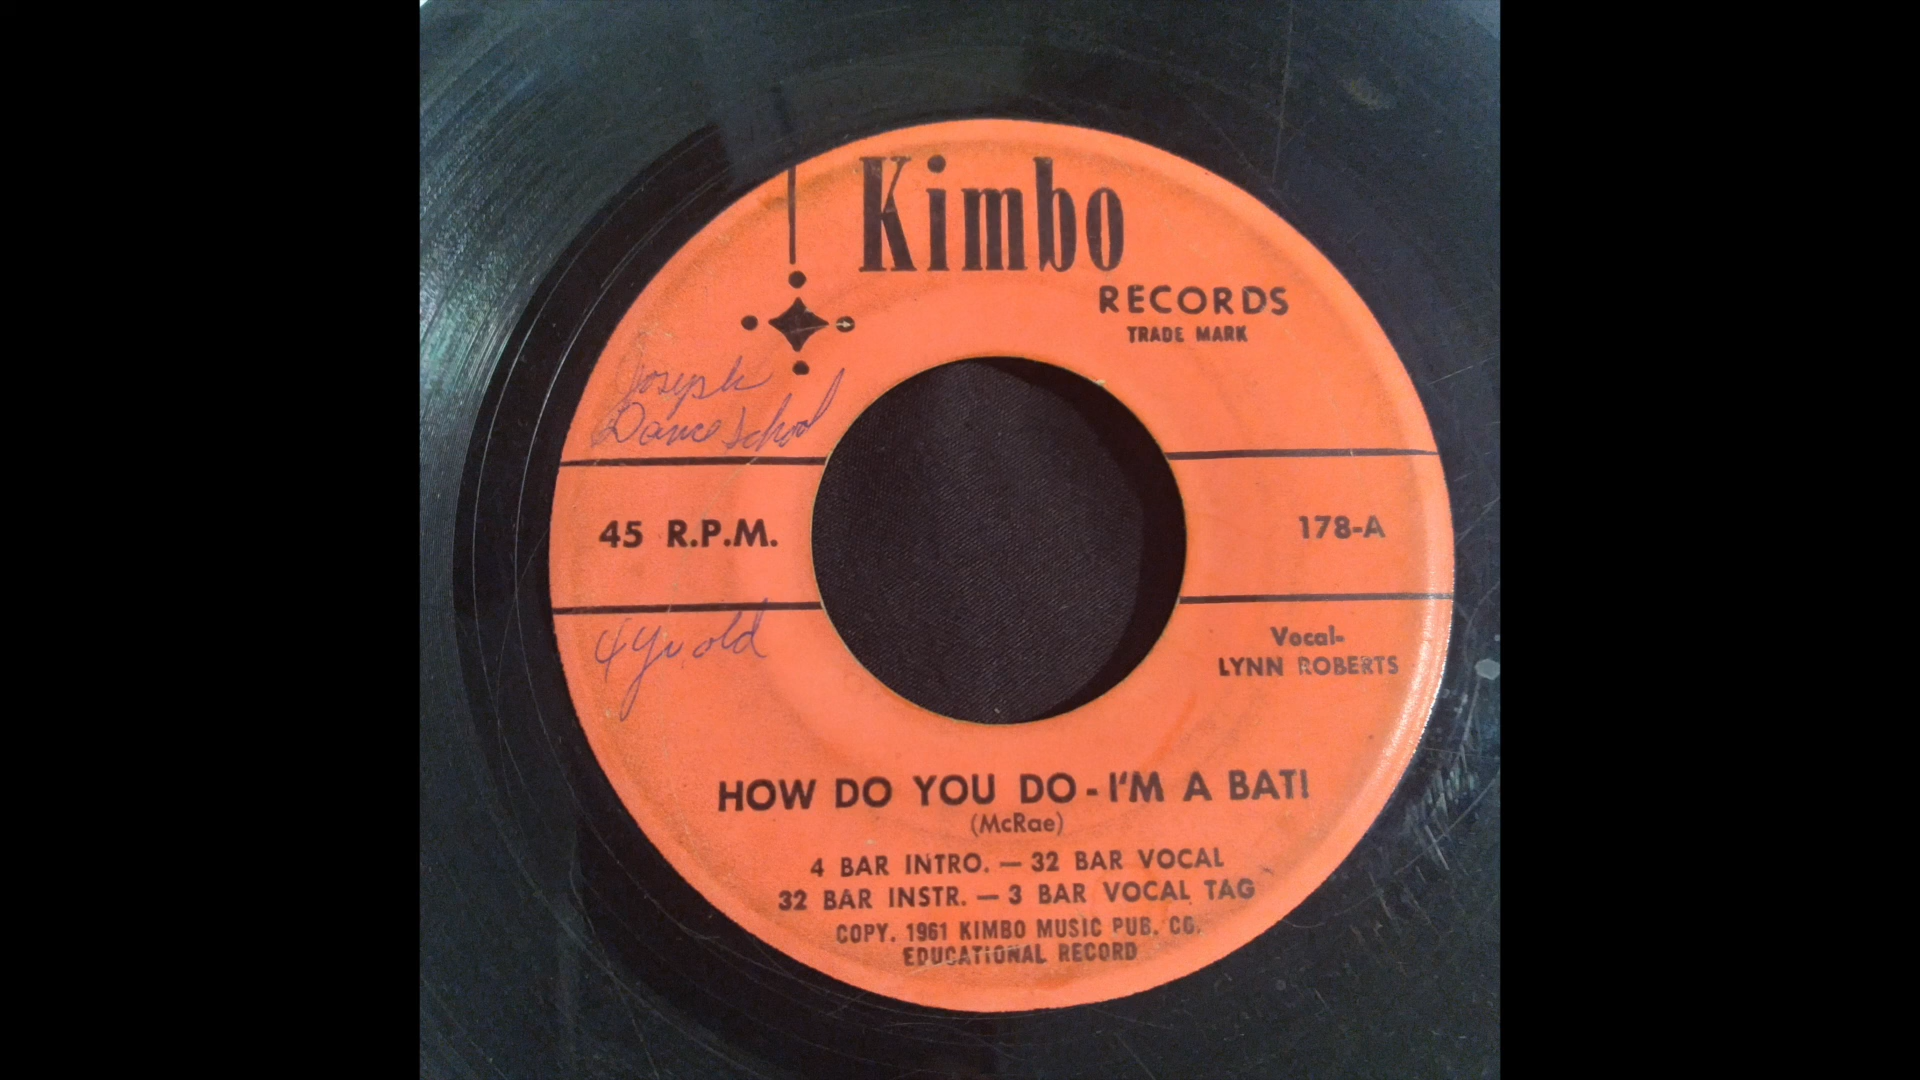 Kimbo
RECORDS
TRADE MARK
Joseph
Dance School
45 R.P.M.
178-A
4 yr old
Vocal-
LYNN ROBERTS
HOW DO YOU DO - I'M A BAT!
(McRae)
4 BAR INTRO. — 32 BAR VOCAL
32 BAR INSTR. — 3 BAR VOCAL TAG
COPY. 1961 KIMBO MUSIC PUB. CO.
EDUCATIONAL RECORD